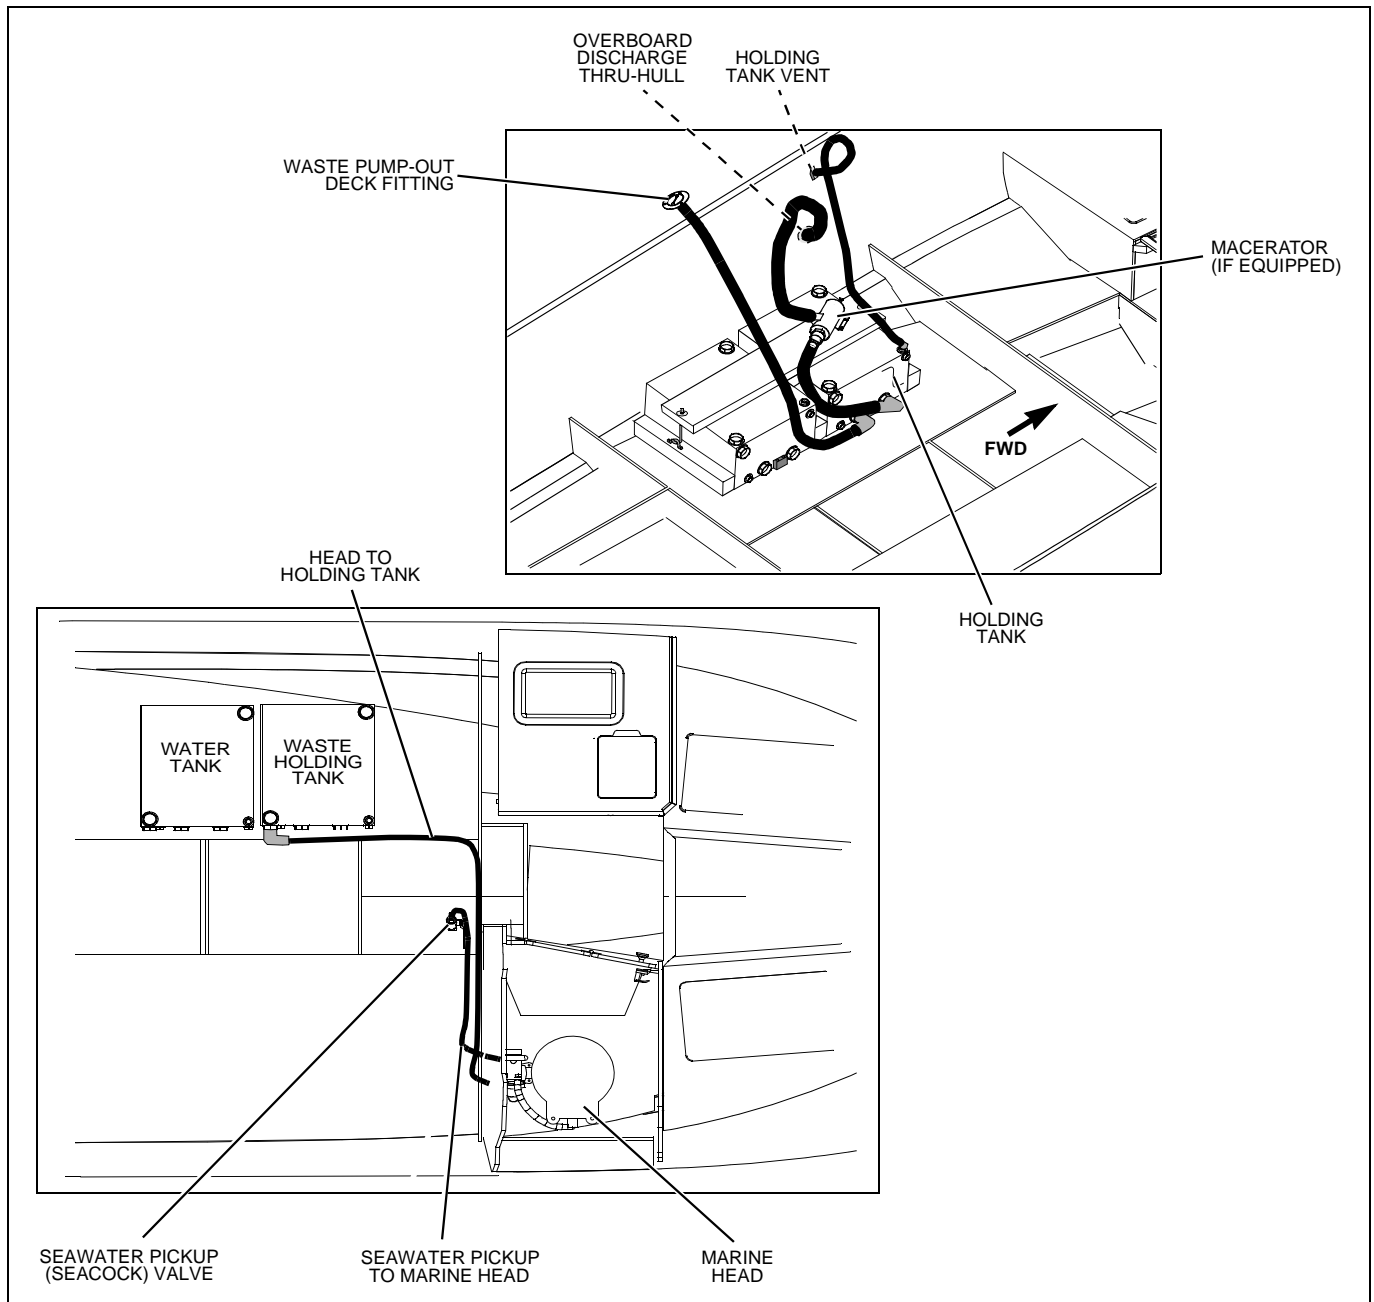 OVERBOARD
DISCHARGE
THRU-HULL
HOLDING
TANK VENT
WASTE PUMP-OUT
DECK FITTING
MACERATOR
(IF EQUIPPED)
FWD
HOLDING
TANK
HEAD TO
HOLDING TANK
WATER
TANK
WASTE
HOLDING
TANK
SEAWATER PICKUP
(SEACOCK) VALVE
SEAWATER PICKUP
TO MARINE HEAD
MARINE
HEAD